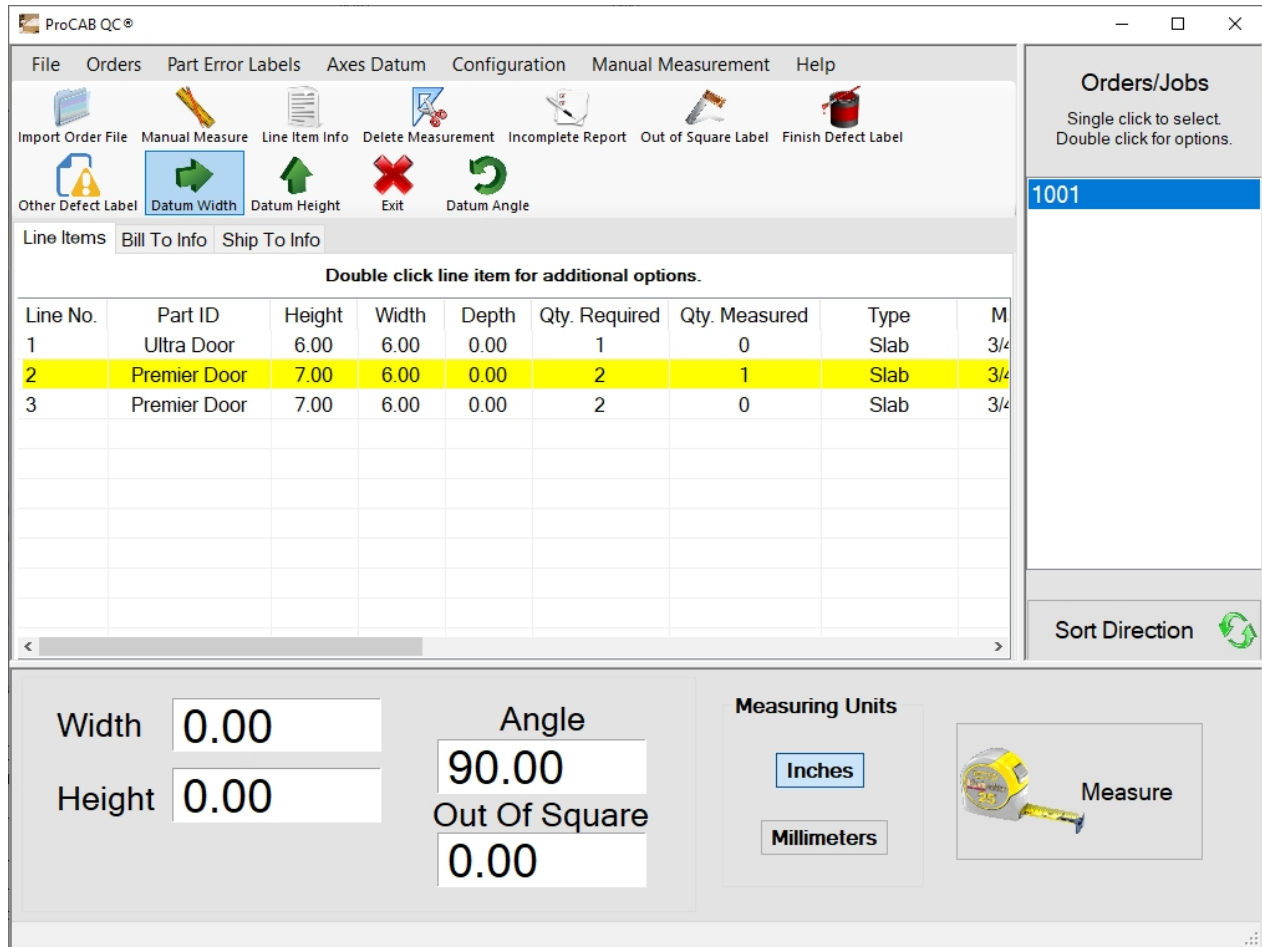 ProCAB QC®
File Orders Part Error Labels Axes Datum Configuration Manual Measurement Help
Import Order File Manual Measure Line Item Info Delete Measurement Incomplete Report Out of Square Label Finish Defect Label
Other Defect Label Datum Width Datum Height Exit Datum Angle
Line Items Bill To Info Ship To Info
Double click line item for additional options.
Line No. Part ID Height Width Depth Qty. Required Qty. Measured Type M
1 Ultra Door 6.00 6.00 0.00 1 0 Slab 3/4
2 Premier Door 7.00 6.00 0.00 2 1 Slab 3/4
3 Premier Door 7.00 6.00 0.00 2 0 Slab 3/4
Orders/Jobs
Single click to select.
Double click for options.
1001
Sort Direction
Width 0.00
Height 0.00
Angle
90.00
Out Of Square
0.00
Measuring Units
Inches
Millimeters
Measure